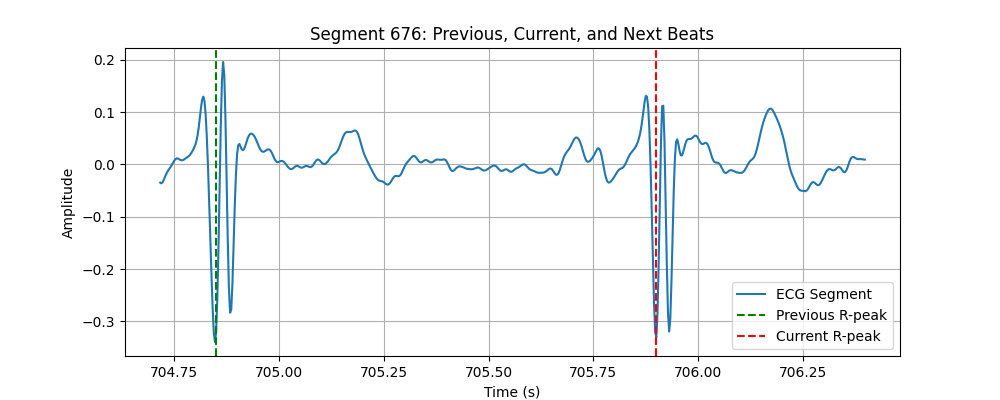 Segment 676: Previous, Current, and Next Beats
0.2
0.1
0.0
−0.1
−0.2
−0.3
Amplitude
ECG Segment
Previous R-peak
Current R-peak
704.75 705.00 705.25 705.50 705.75 706.00 706.25
Time (s)